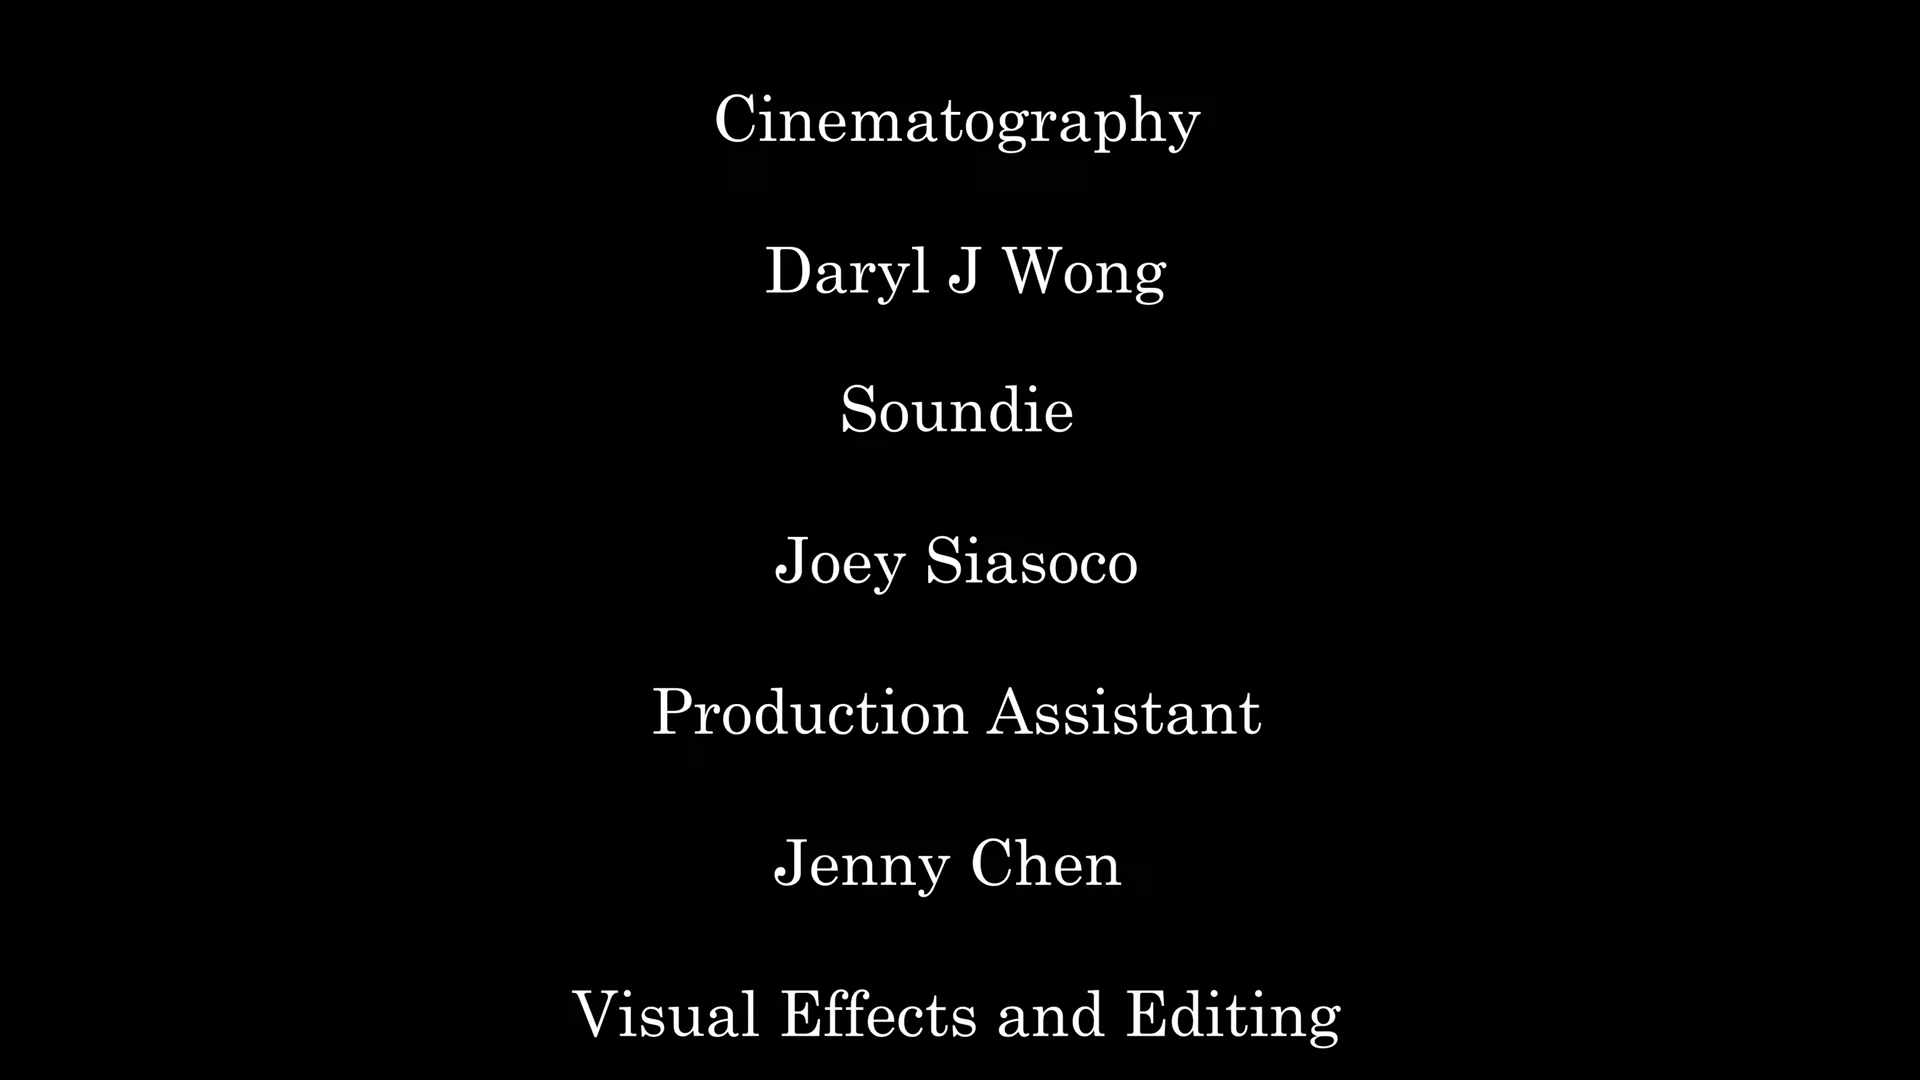 Cinematography
Daryl J Wong
Soundie
Joey Siasoco
Production Assistant
Jenny Chen
Visual Effects and Editing